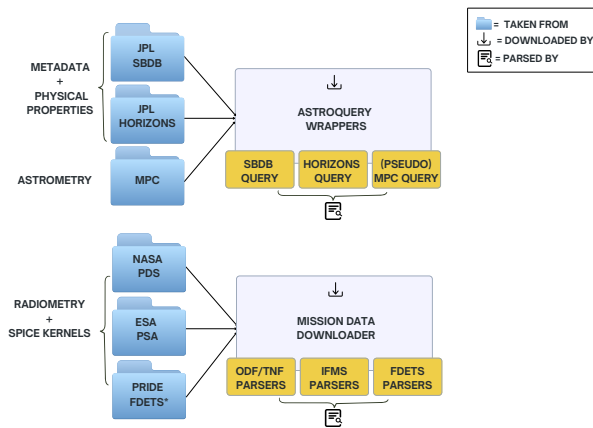 = TAKEN FROM
= DOWNLOADED BY
= PARSED BY
METADATA
+
PHYSICAL
PROPERTIES
JPL
SBDB
JPL
HORIZONS
ASTROMETRY
MPC
ASTROQUERY
WRAPPERS
SBDB
QUERY
HORIZONS
QUERY
(PSEUDO)
MPC QUERY
RADIOMETRY
+
SPICE KERNELS
NASA
PDS
ESA
PSA
PRIDE
FDETS*
MISSION DATA
DOWNLOADER
ODF/TNF
PARSERS
IFMS
PARSERS
FDETS
PARSERS